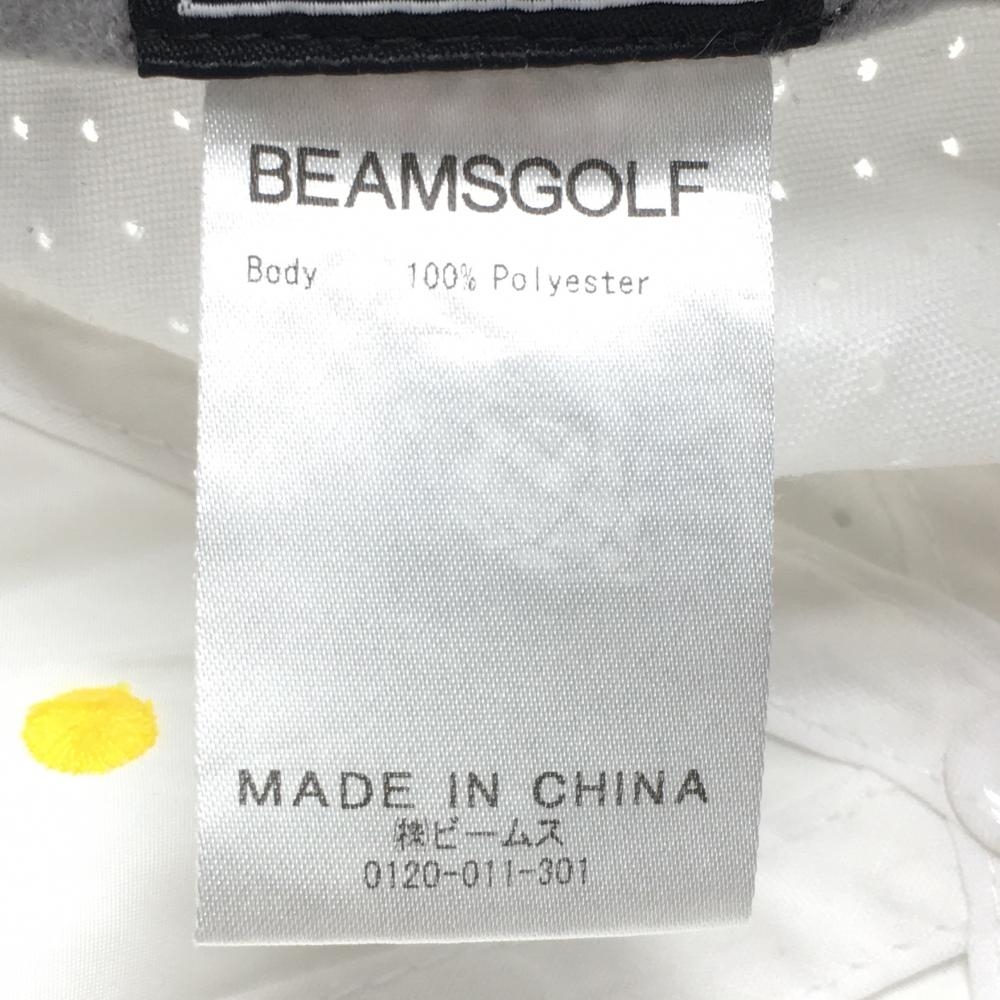 BEAMSGOLF
Body 100% Polyester
MADE IN CHINA
㈱ビームス
0120-011-301